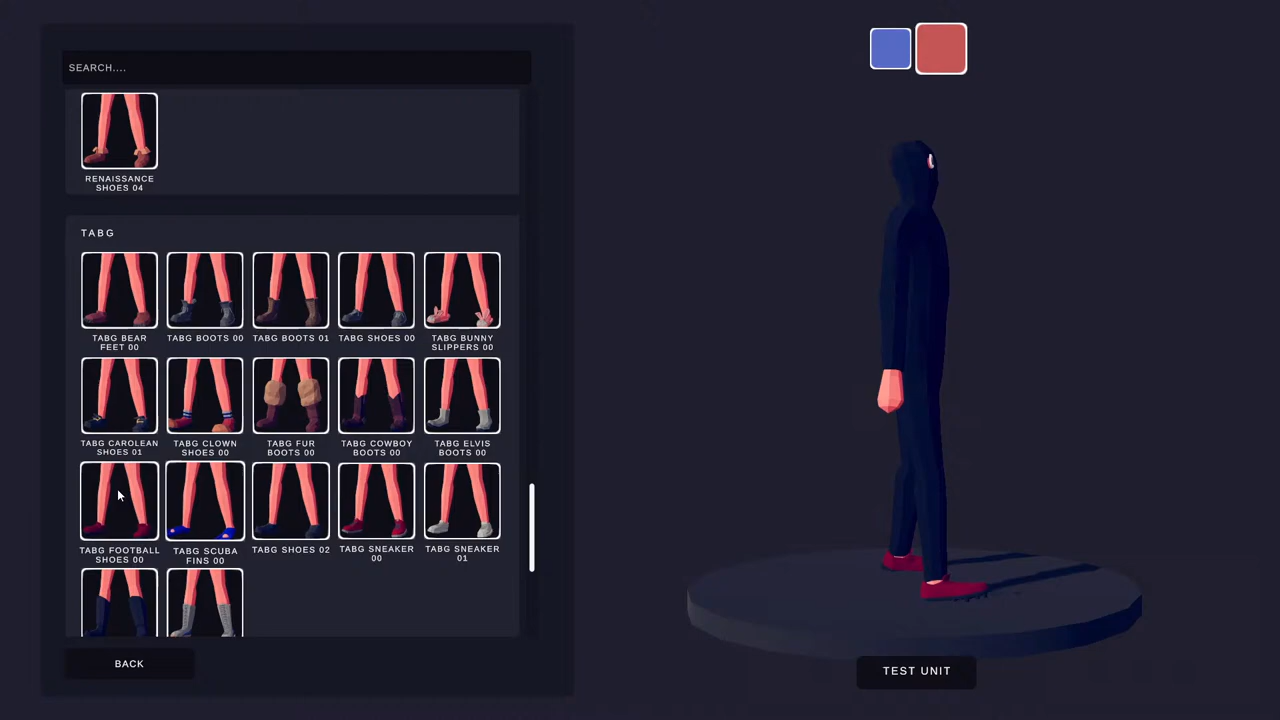 SEARCH....
RENAISSANCE
SHOES 04
TABG
TABG BEAR
FEET 00
TABG BOOTS 00
TABG BOOTS 01
TABG SHOES 00
TABG BUNNY
SLIPPERS 00
TABG CAROLEAN
SHOES 01
TABG CLOWN
SHOES 00
TABG FUR
BOOTS 00
TABG COWBOY
BOOTS 00
TABG ELVIS
BOOTS 00
TABG FOOTBALL
SHOES 00
TABG SCUBA
FINS 00
TABG SHOES 02
TABG SNEAKER
00
TABG SNEAKER
01
BACK
TEST UNIT